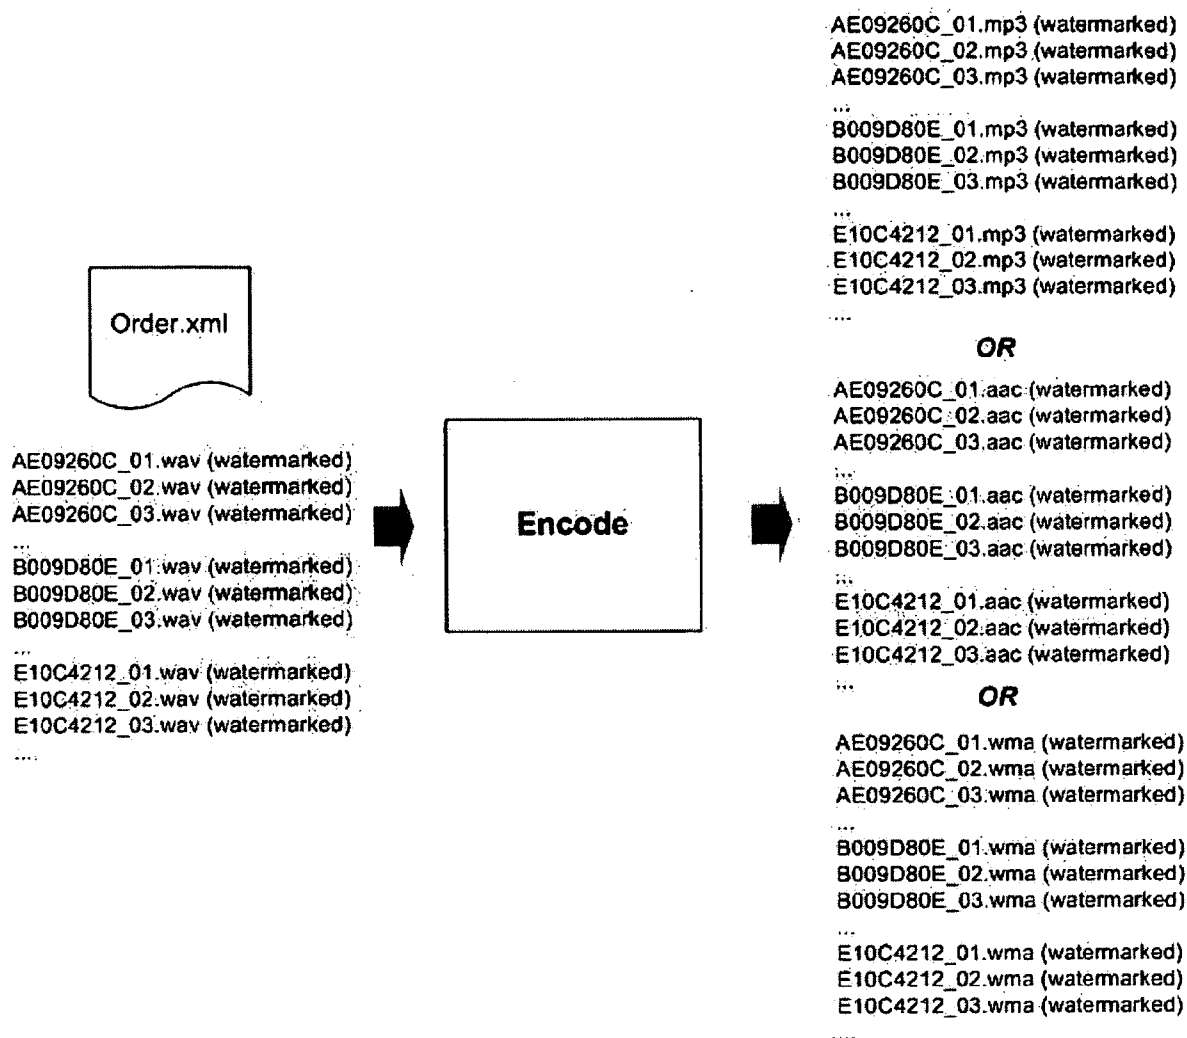 Order.xml
AE09260C_01.wav (watermarked)
AE09260C_02.wav (watermarked)
AE09260C_03.wav (watermarked)
...
B009D80E_01.wav (watermarked)
B009D80E_02.wav (watermarked)
B009D80E_03.wav (watermarked)
...
E10C4212_01.wav (watermarked)
E10C4212_02.wav (watermarked)
E10C4212_03.wav (watermarked)
....
Encode
AE09260C_01.mp3 (watermarked)
AE09260C_02.mp3 (watermarked)
AE09260C_03.mp3 (watermarked)
...
B009D80E_01.mp3 (watermarked)
B009D80E_02.mp3 (watermarked)
B009D80E_03.mp3 (watermarked)
...
E10C4212_01.mp3 (watermarked)
E10C4212_02.mp3 (watermarked)
E10C4212_03.mp3 (watermarked)
....
OR
AE09260C_01.aac (watermarked)
AE09260C_02.aac (watermarked)
AE09260C_03.aac (watermarked)
...
B009D80E_01.aac (watermarked)
B009D80E_02.aac (watermarked)
B009D80E_03.aac (watermarked)
...
E10C4212_01.aac (watermarked)
E10C4212_02.aac (watermarked)
E10C4212_03.aac (watermarked)
...
OR
AE09260C_01.wma (watermarked)
AE09260C_02.wma (watermarked)
AE09260C_03.wma (watermarked)
...
B009D80E_01.wma (watermarked)
B009D80E_02.wma (watermarked)
B009D80E_03.wma (watermarked)
...
E10C4212_01.wma (watermarked)
E10C4212_02.wma (watermarked)
E10C4212_03.wma (watermarked)
....